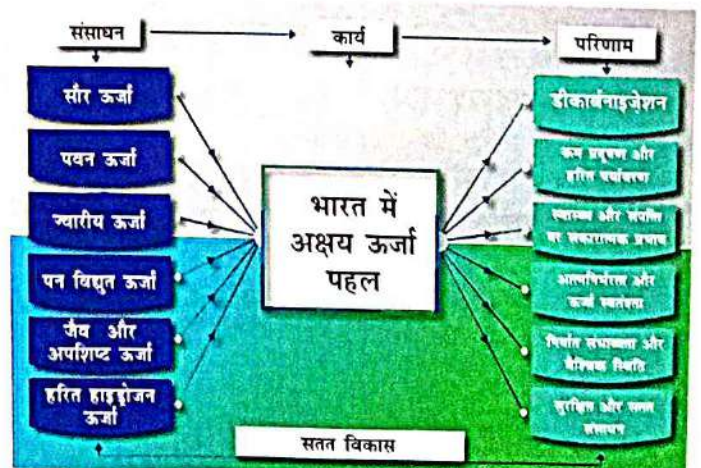 संसाधन
कार्य
परिणाम
सौर ऊर्जा
पवन ऊर्जा
ज्वारीय ऊर्जा
पन विद्युत ऊर्जा
जैव और
अपशिष्ट ऊर्जा
हरित हाइड्रोजन
ऊर्जा
भारत में
अक्षय ऊर्जा
पहल
डीकार्बनाइजे़शन
कम प्रदूषण और
हरित पर्यावरण
स्वास्थ्य और संपत्ति
पर सकारात्मक प्रभाव
आत्मनिर्भरता और
ऊर्जा स्वतंत्रता
निर्यात संभाव्यता और
वैश्विक स्थिति
सुरक्षित और सतत
संसाधन
सतत विकास